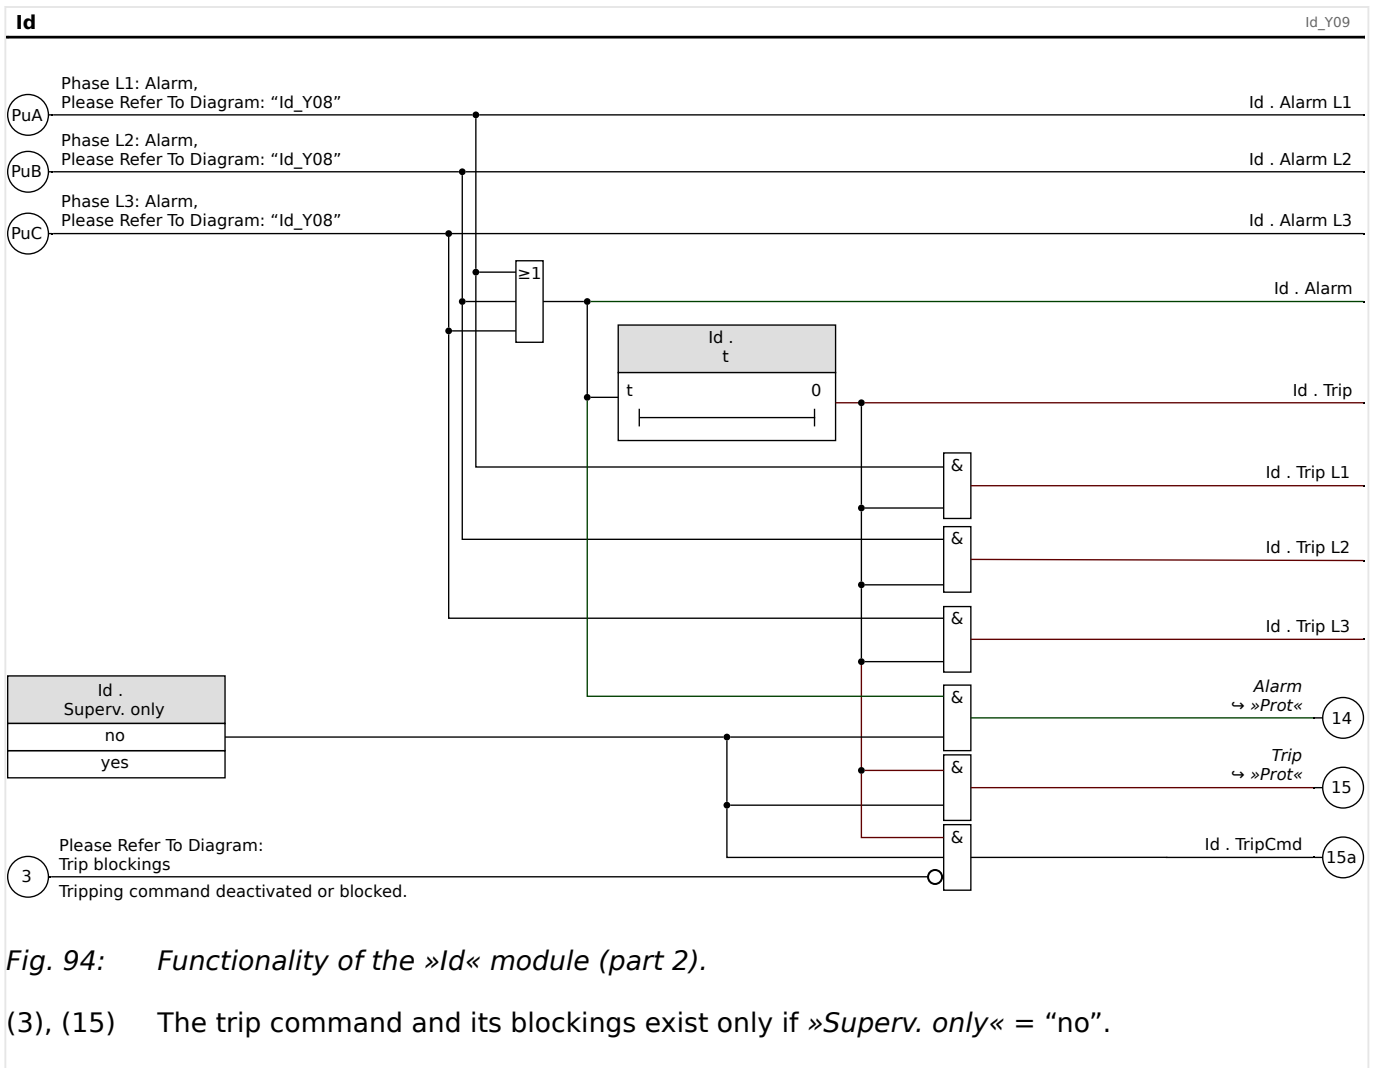 Id
Id_Y09
Phase L1: Alarm,
Please Refer To Diagram: “Id_Y08”
PuA
Id . Alarm L1
Phase L2: Alarm,
Please Refer To Diagram: “Id_Y08”
PuB
Id . Alarm L2
Phase L3: Alarm,
Please Refer To Diagram: “Id_Y08”
PuC
Id . Alarm L3
≥1
Id . Alarm
Id .
t
t 0
Id . Trip
&
Id . Trip L1
&
Id . Trip L2
&
Id . Trip L3
Id .
Superv. only
no
yes
&
Alarm
↪ »Prot«
14
&
Trip
↪ »Prot«
15
&
Id . TripCmd
15a
Please Refer To Diagram:
Trip blockings
3
Tripping command deactivated or blocked.
Fig. 94: Functionality of the »Id« module (part 2).
(3), (15) The trip command and its blockings exist only if »Superv. only« = “no”.